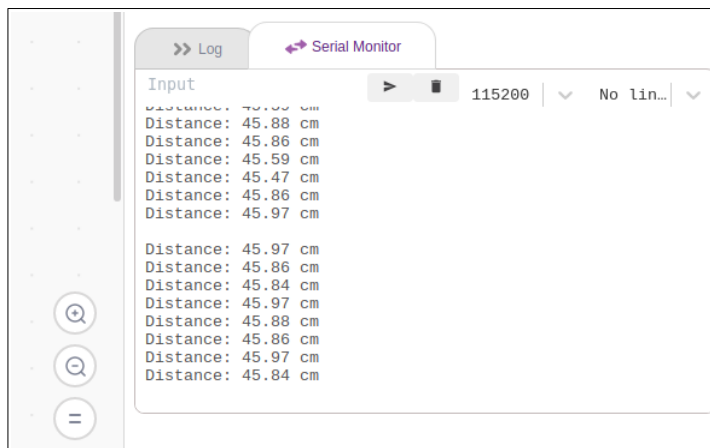 Log
Serial Monitor
Input
115200
No lin…
Distance: cm
Distance: 45.88 cm
Distance: 45.86 cm
Distance: 45.59 cm
Distance: 45.47 cm
Distance: 45.86 cm
Distance: 45.97 cm
Distance: 45.97 cm
Distance: 45.86 cm
Distance: 45.84 cm
Distance: 45.97 cm
Distance: 45.88 cm
Distance: 45.86 cm
Distance: 45.97 cm
Distance: 45.84 cm